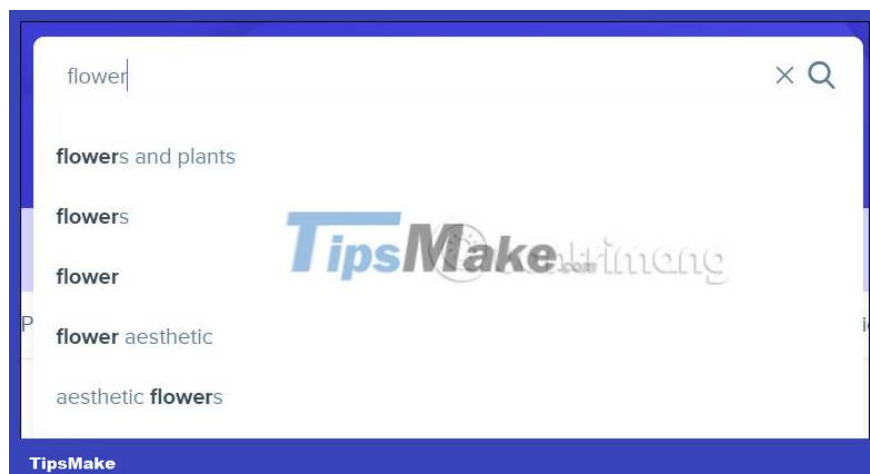 flower
flowers and plants
flowers
TipsMake.com
flower
P
flower aesthetic
aesthetic flowers
TipsMake